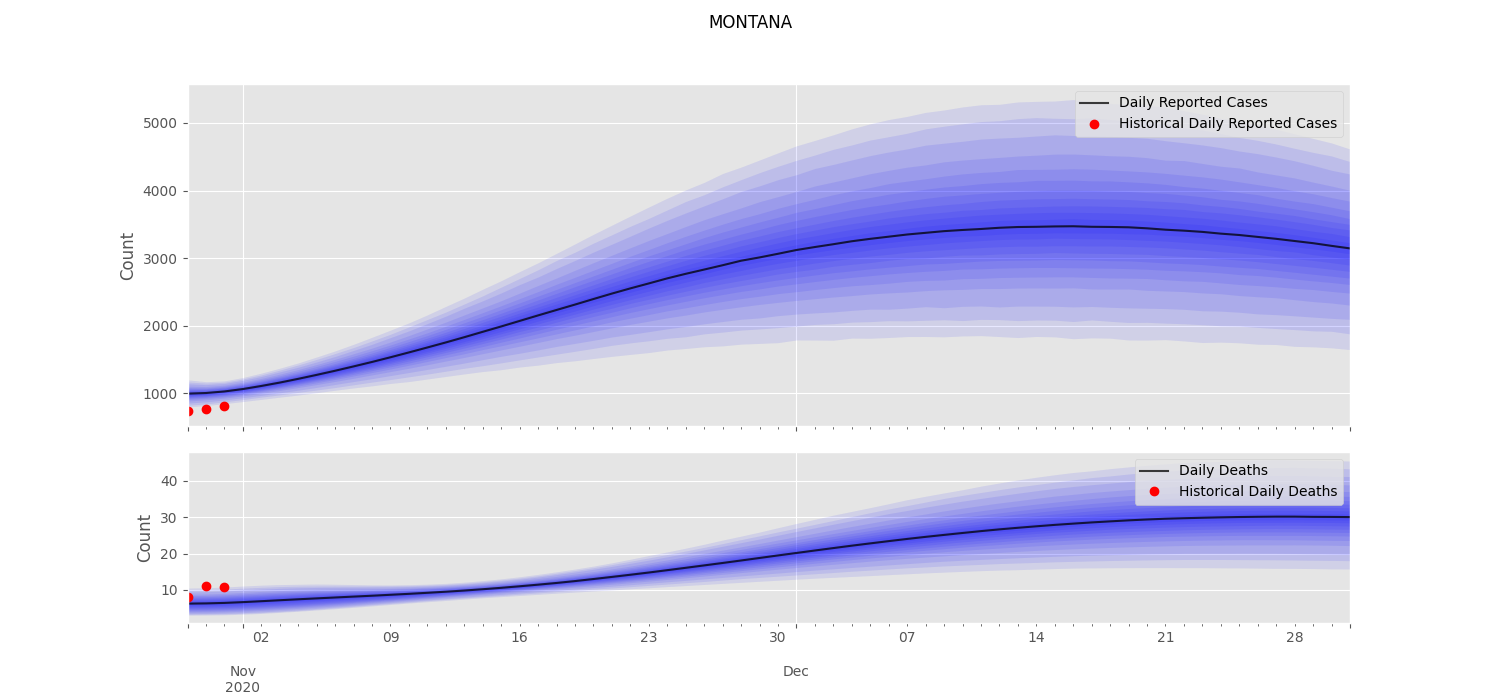 MONTANA
Count
5000
4000
3000
2000
1000
Daily Reported Cases
Historical Daily Reported Cases
Count
40
30
20
10
Daily Deaths
Historical Daily Deaths
02 09 16 23 30 07 14 21 28
Nov Dec
2020